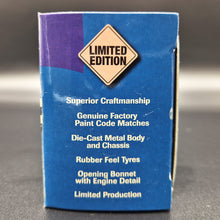 LIMITED
EDITION
Superior Craftmanship
Genuine Factory
Paint Code Matches
Die-Cast Metal Body
and Chassis
Rubber Feel Tyres
Opening Bonnet
with Engine Detail
Limited Production